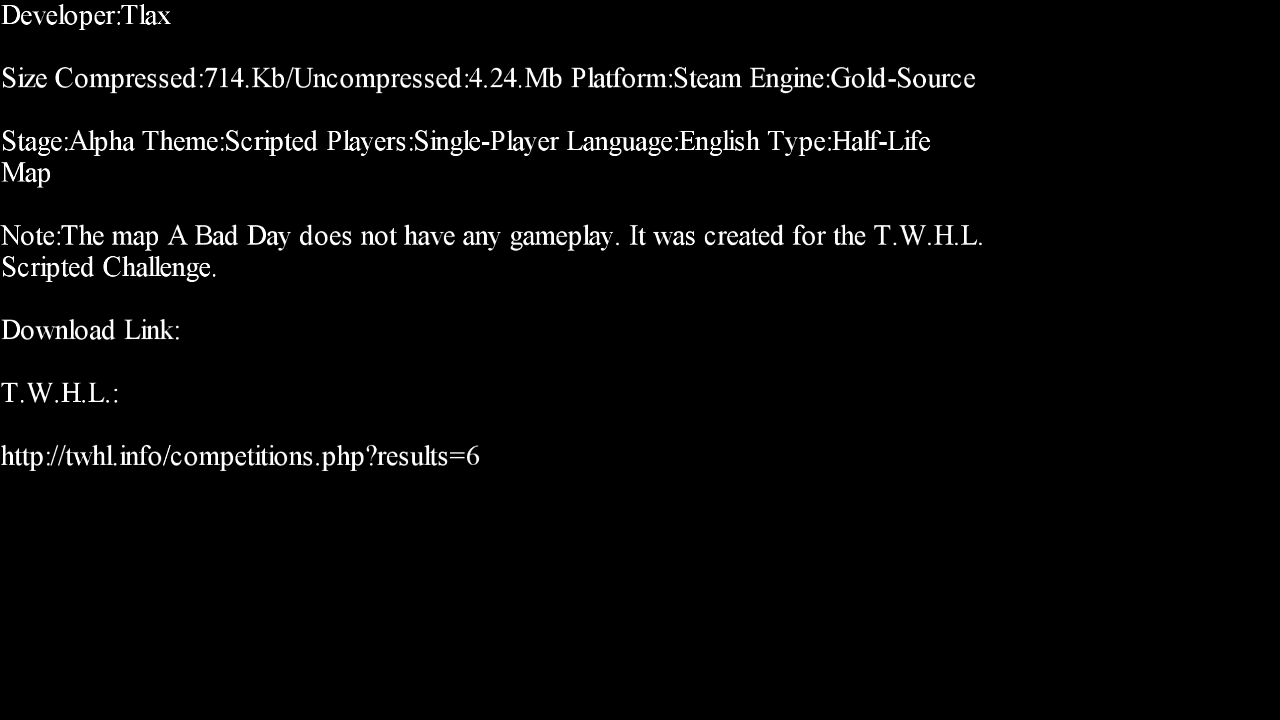 Developer:Tlax
Size Compressed:714.Kb/Uncompressed:4.24.Mb Platform:Steam Engine:Gold-Source
Stage:Alpha Theme:Scripted Players:Single-Player Language:English Type:Half-Life
Map
Note:The map A Bad Day does not have any gameplay. It was created for the T.W.H.L.
Scripted Challenge.
Download Link:
T.W.H.L.:
http://twhl.info/competitions.php?results=6